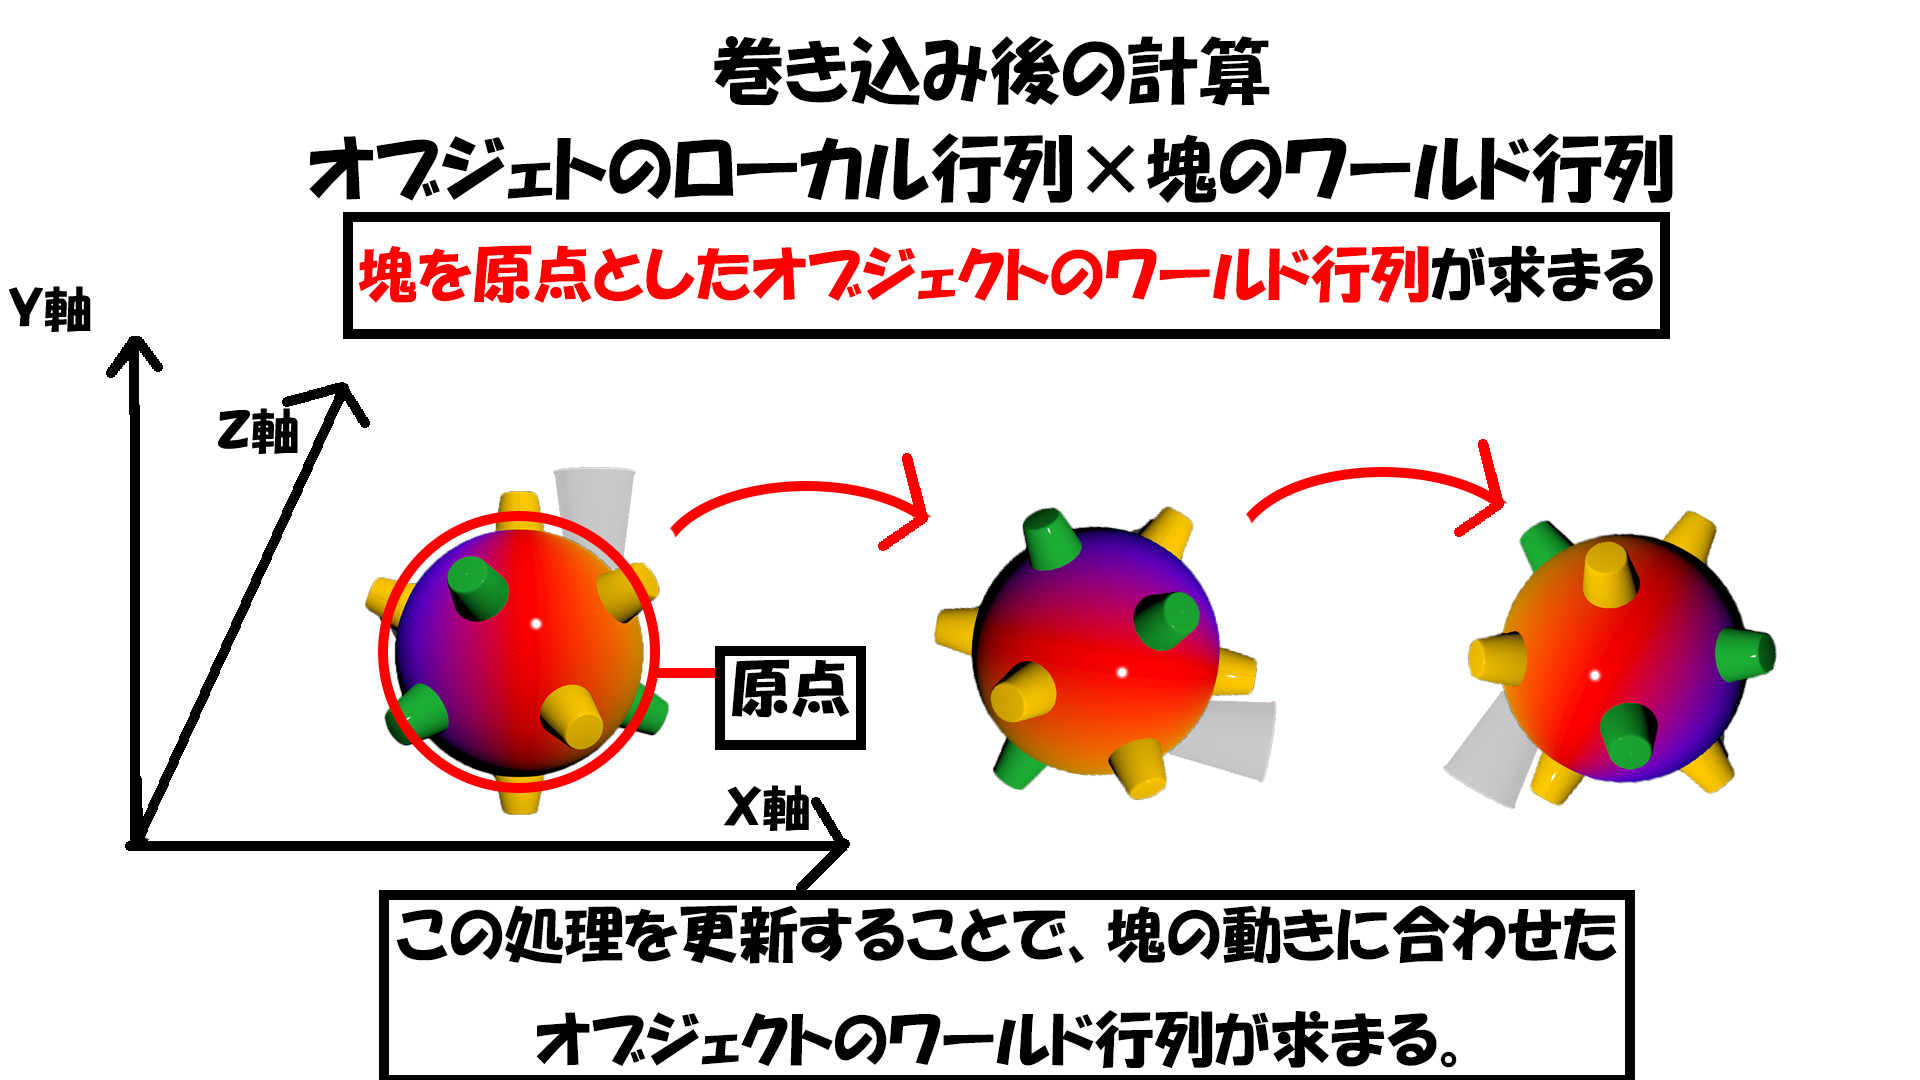 巻き込み後の計算
オブジェトのローカル行列×塊のワールド行列
塊を原点としたオブジェクトのワールド行列が求まる
Y軸
Z軸
原点
X軸
この処理を更新することで、塊の動きに合わせた
オブジェクトのワールド行列が求まる。